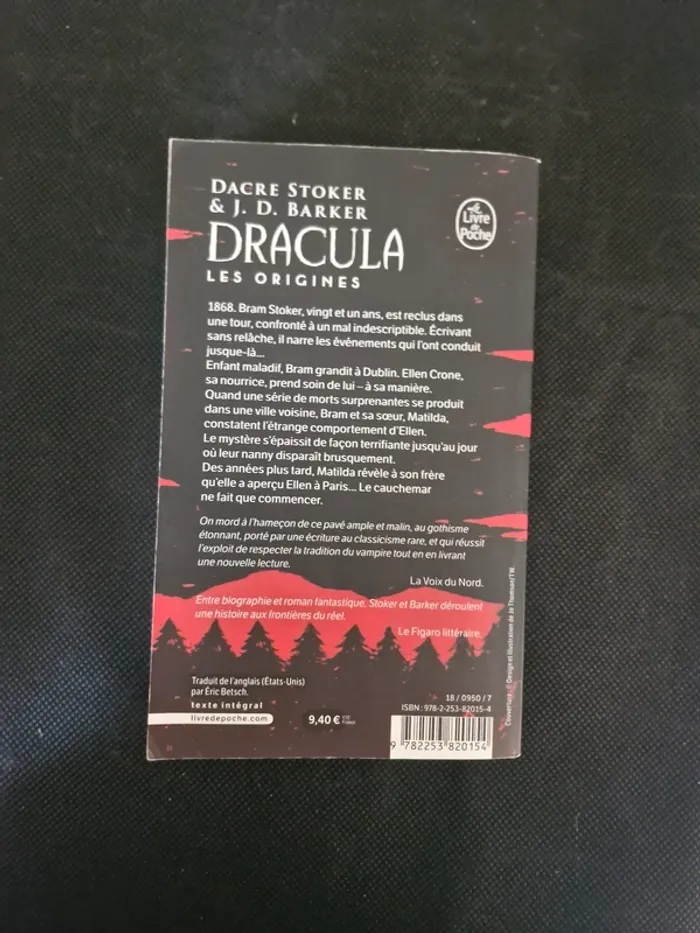 DACRE STOKER
& J. D. BARKER
DRACULA
LES ORIGINES
Le
Livre
de
Poche
1868. Bram Stoker, vingt et un ans, est reclus dans
une tour, confronté à un mal indescriptible. Écrivant
sans relâche, il narre les événements qui l'ont conduit
jusque-là…
Enfant maladif, Bram grandit à Dublin. Ellen Crone,
sa nourrice, prend soin de lui – à sa manière.
Quand une série de morts surprenantes se produit
dans une ville voisine, Bram et sa sœur, Matilda,
constatent l'étrange comportement d'Ellen.
Le mystère s'épaissit de façon terrifiante jusqu'au jour
où leur nanny disparaît brusquement.
Des années plus tard, Matilda révèle à son frère
qu'elle a aperçu Ellen à Paris… Le cauchemar
ne fait que commencer.
On mord à l'hameçon de ce pavé ample et malin, au gothisme
étonnant, porté par une écriture au classicisme rare, et qui réussit
l'exploit de respecter la tradition du vampire tout en en livrant
une nouvelle lecture.
La Voix du Nord.
Entre biographie et roman fantastique, Stoker et Barker déroulent
une histoire aux frontières du réel.
Le Figaro littéraire.
Traduit de l'anglais (États-Unis)
par Éric Betsch.
texte intégral
livredepoche.com
9,40 €
18 / 0950 / 7
ISBN : 978-2-253-82015-4
9 782253 820154
Couverture : © Design et illustration de Jo Thomson/TW.